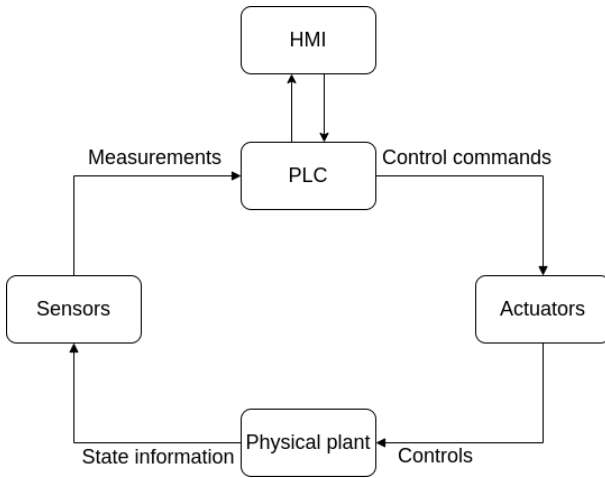 HMI
Measurements
PLC
Control commands
Sensors
Actuators
State information
Physical plant
Controls